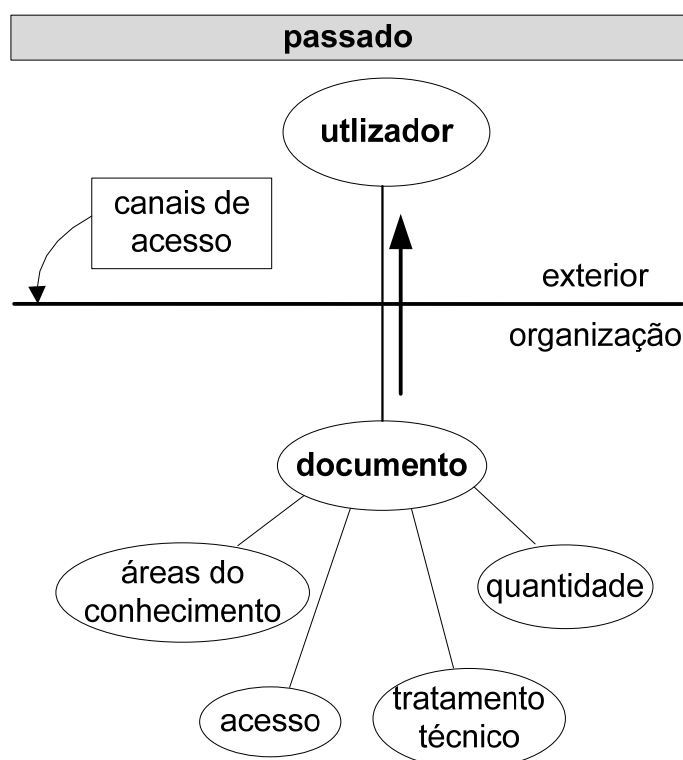 passado
utlizador
canais de
acesso
exterior
organização
documento
áreas do
conhecimento
quantidade
acesso
tratamento
técnico